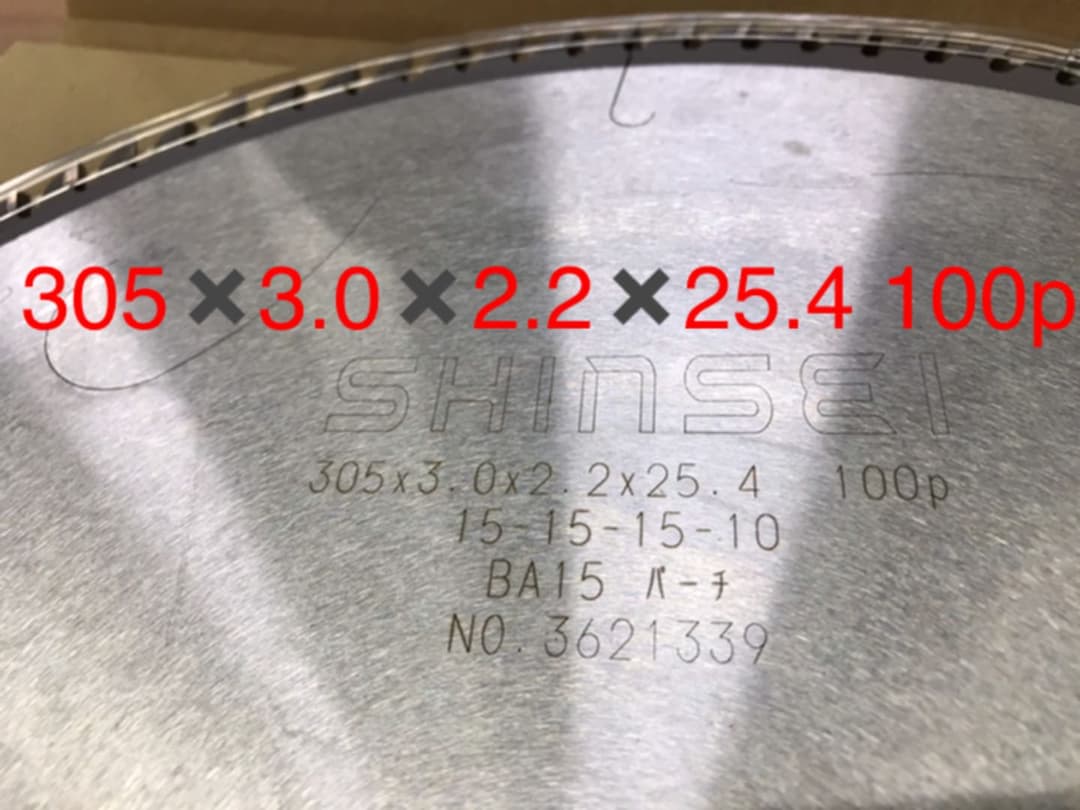 305✖3.0✖2.2✖25.4 100p
SHINSEI
305x3.0x2.2x25.4 100p
15-15-15-10
BA15 バーチ
NO.3621339